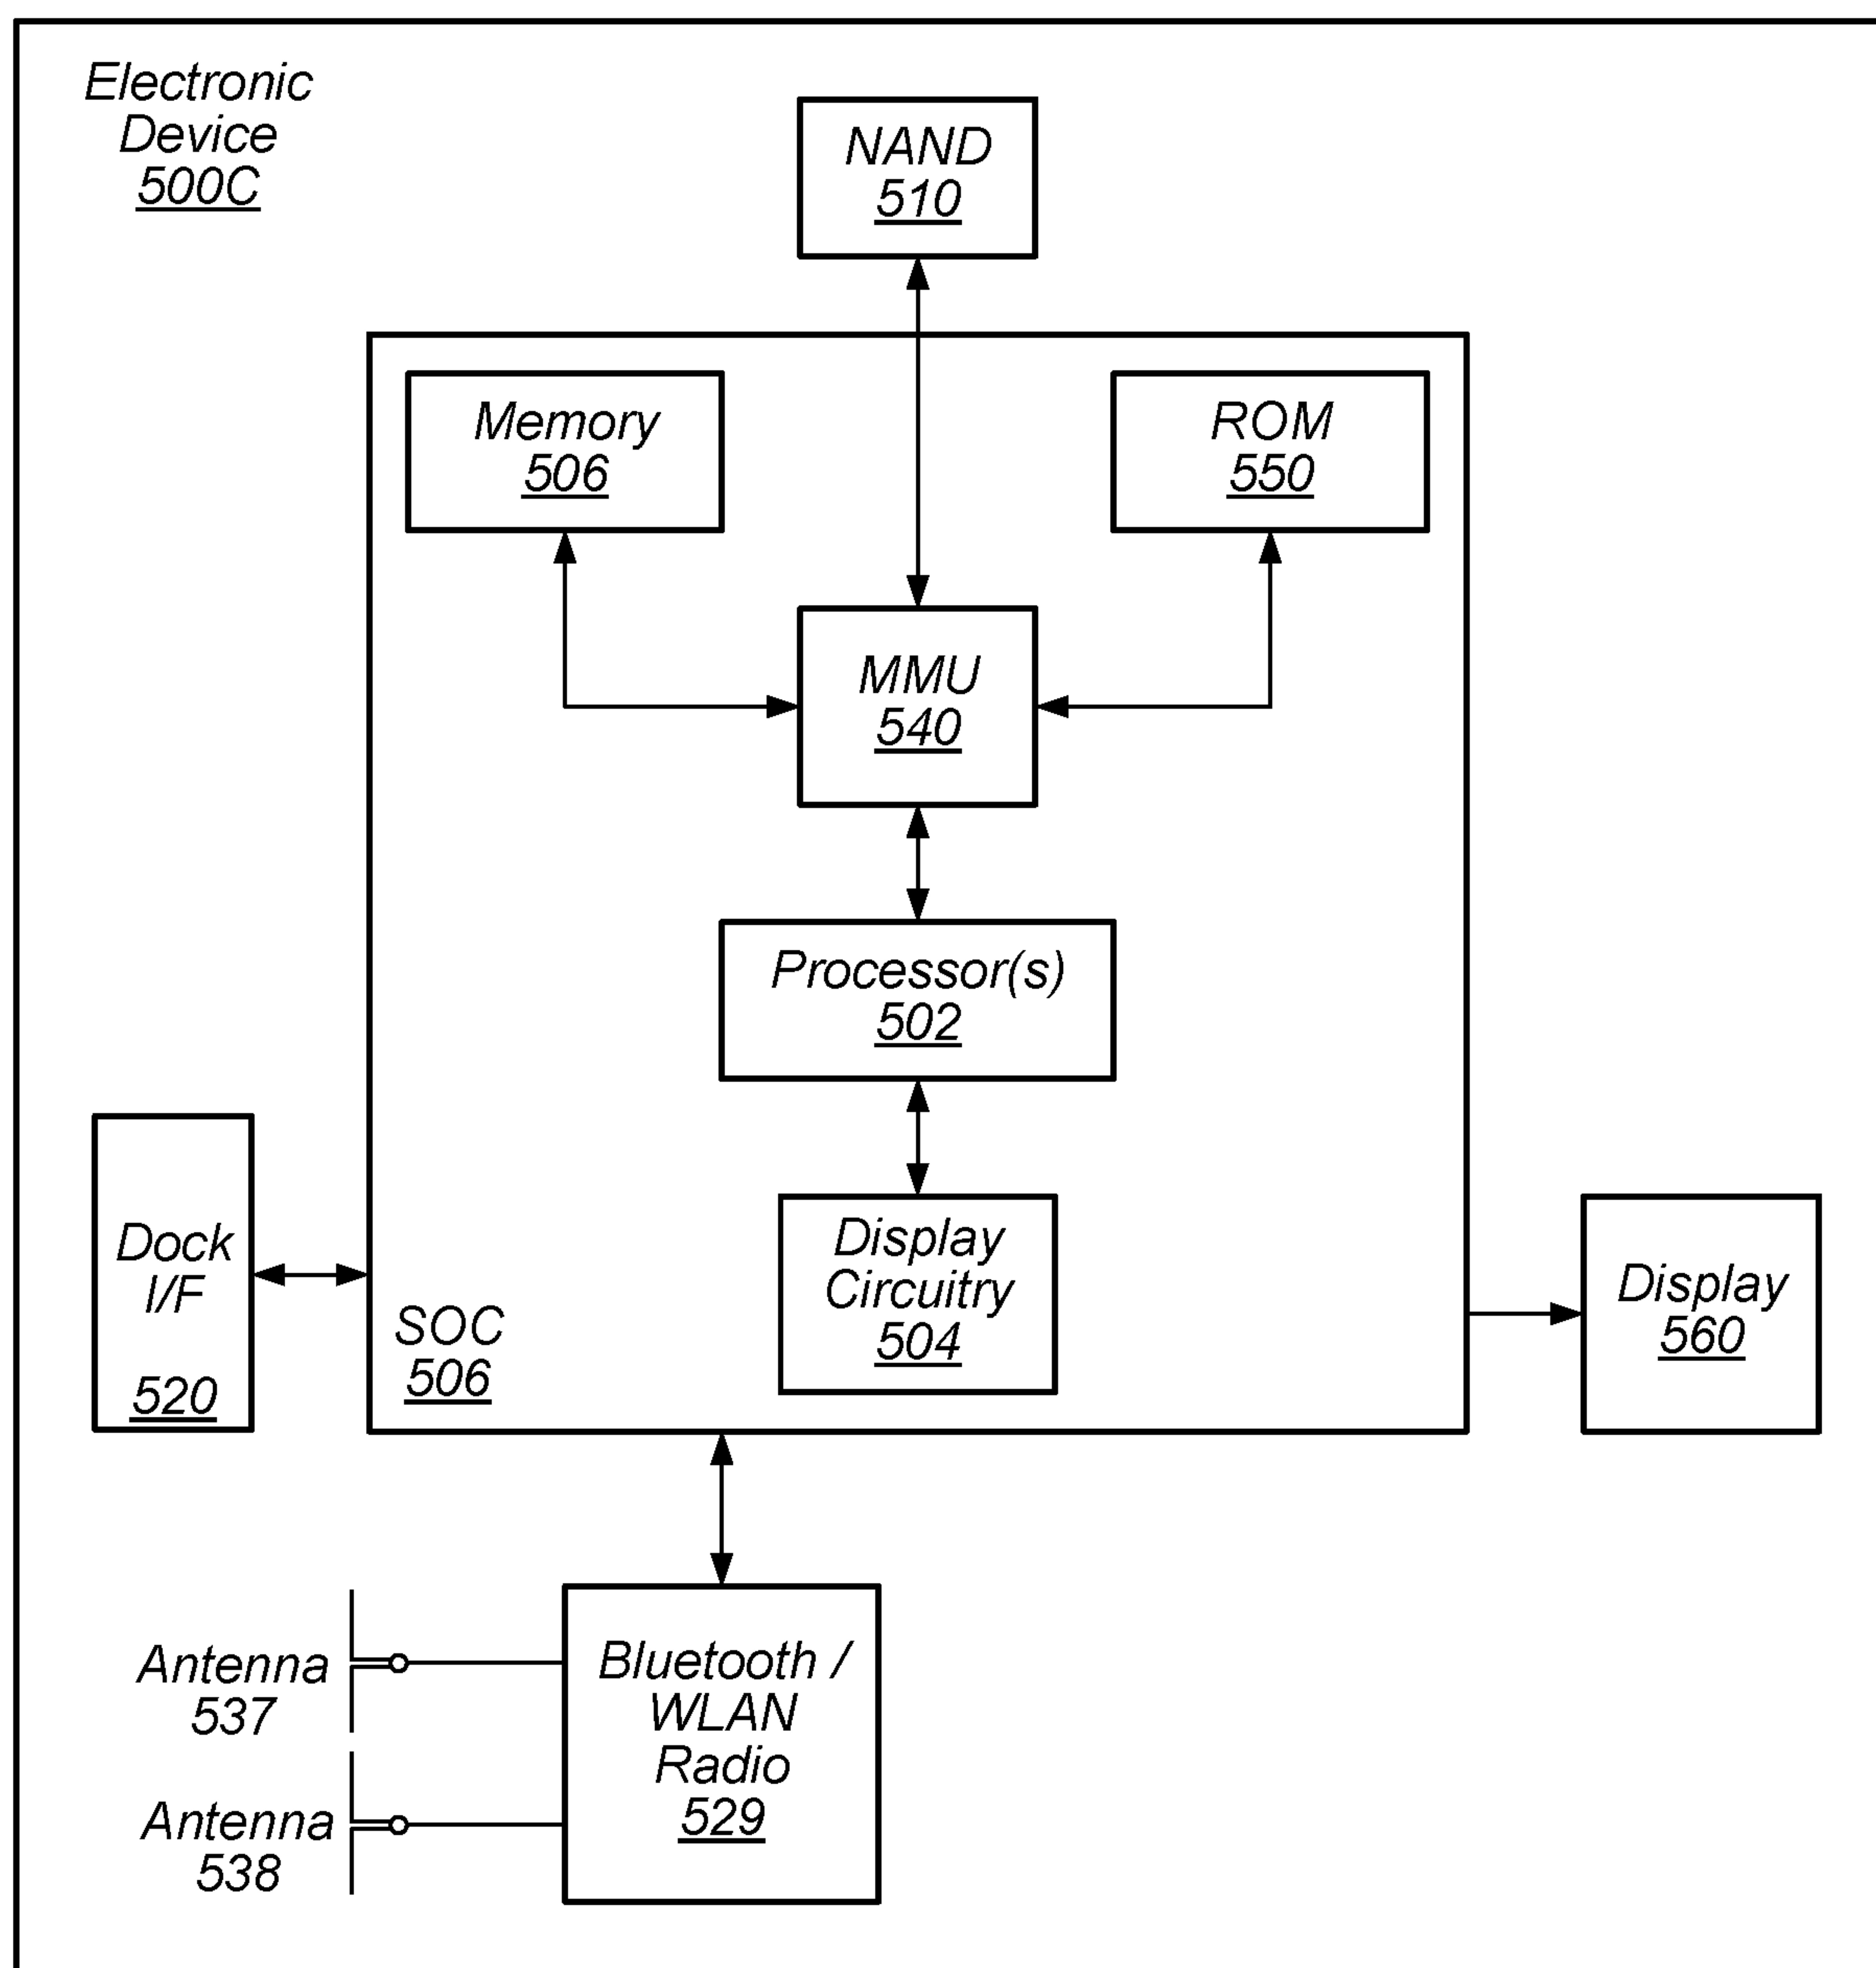 Electronic
Device
500C
NAND
510
Memory
506
ROM
550
MMU
540
Processor(s)
502
Dock
I/F
520
SOC
506
Display
Circuitry
504
Display
560
Antenna
537
Antenna
538
Bluetooth /
WLAN
Radio
529